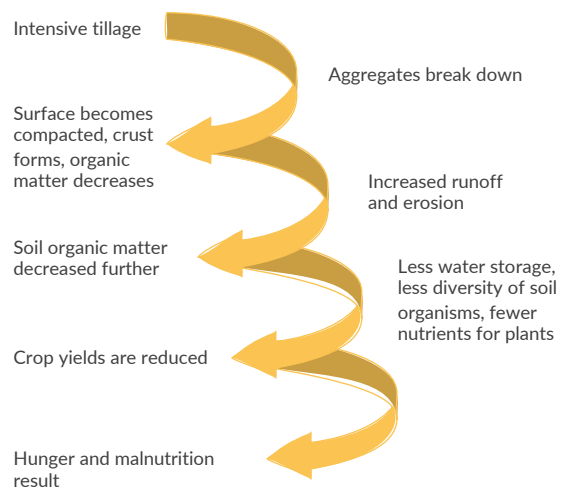 Intensive tillage
Aggregates break down
Surface becomes
compacted, crust
forms, organic
matter decreases
Increased runoff
and erosion
Soil organic matter
decreased further
Less water storage,
less diversity of soil
organisms, fewer
nutrients for plants
Crop yields are reduced
Hunger and malnutrition
result